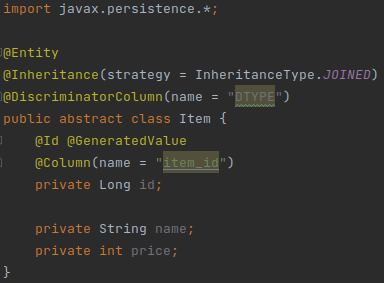 import javax.persistence.*;
@Entity
@Inheritance(strategy = InheritanceType.JOINED)
@DiscriminatorColumn(name = "DTYPE")
public abstract class Item {
@Id @GeneratedValue
@Column(name = "item_id")
private Long id;
private String name;
private int price;
}